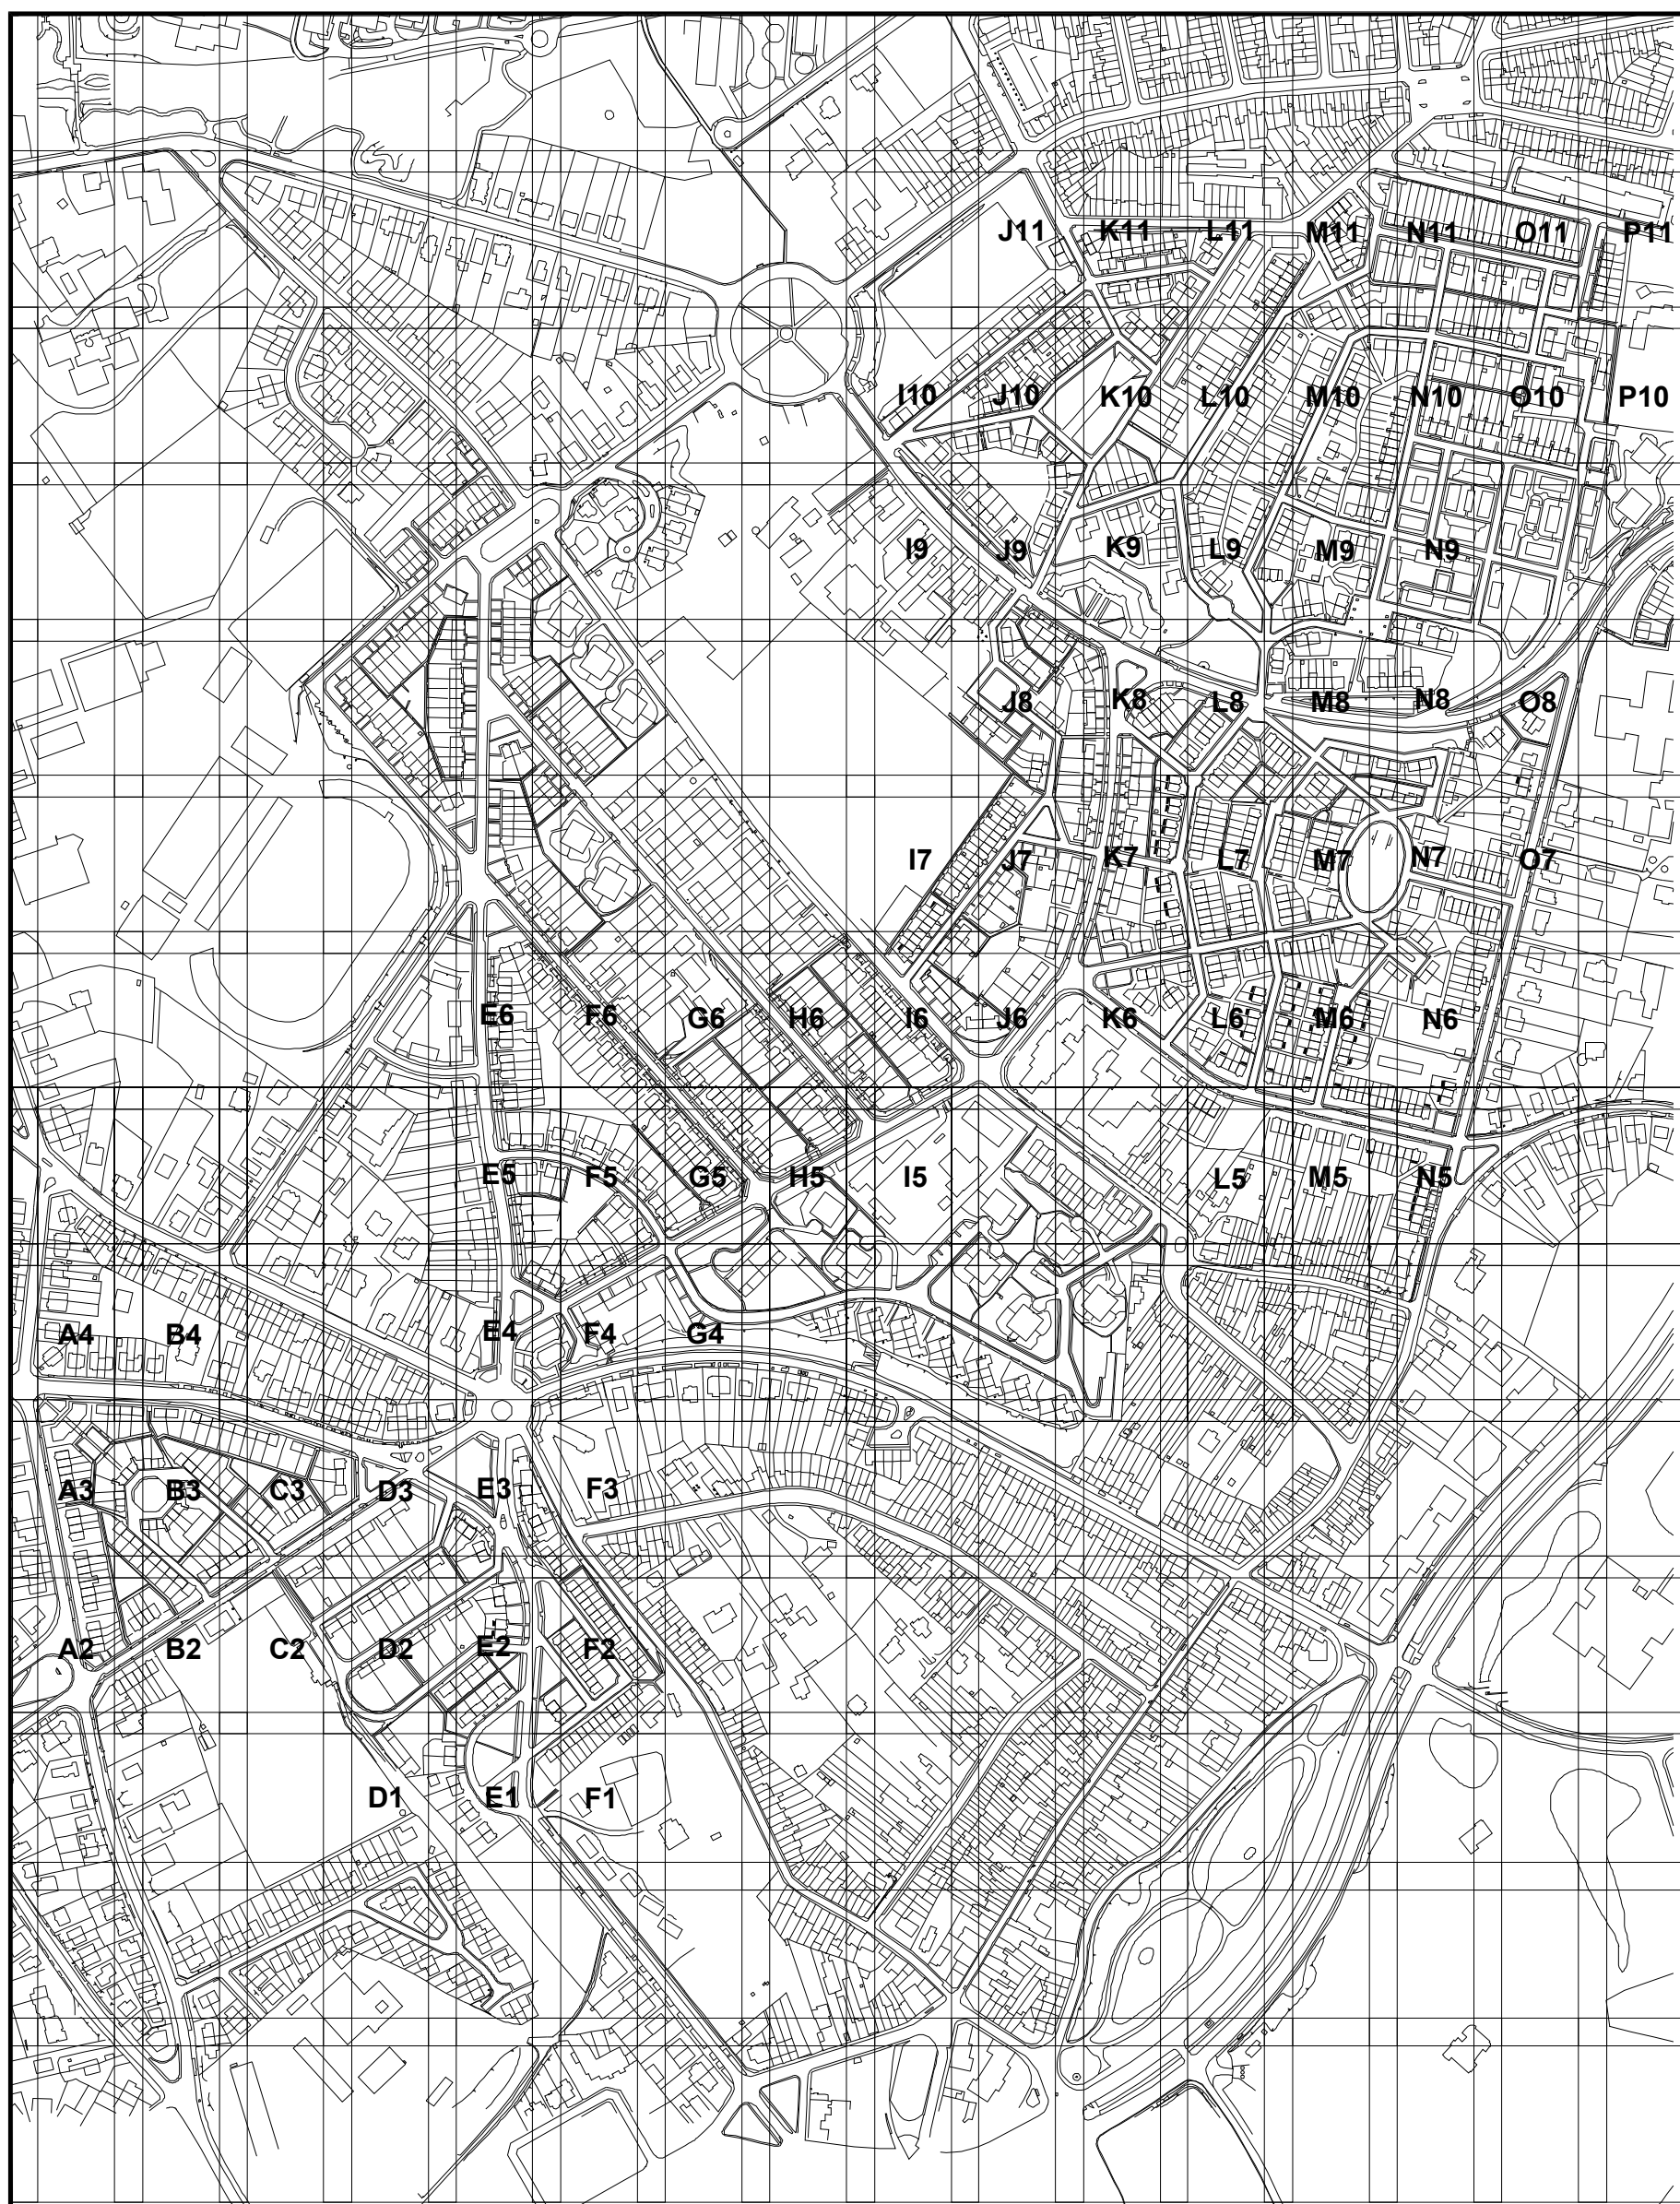 J11 K11 L11 M11 N11 O11 P11
I10 J10 K10 L10 M10 N10 O10 P10
I9 J9 K9 L9 M9 N9
J8 K8 L8 M8 N8 O8
I7 J7 K7 L7 M7 N7 O7
E6 F6 G6 H6 I6 J6 K6 L6 M6 N6
E5 F5 G5 H5 I5 L5 M5 N5
A4 B4 E4 F4 G4
A3 B3 C3 D3 E3 F3
A2 B2 C2 D2 E2 F2
D1 E1 F1